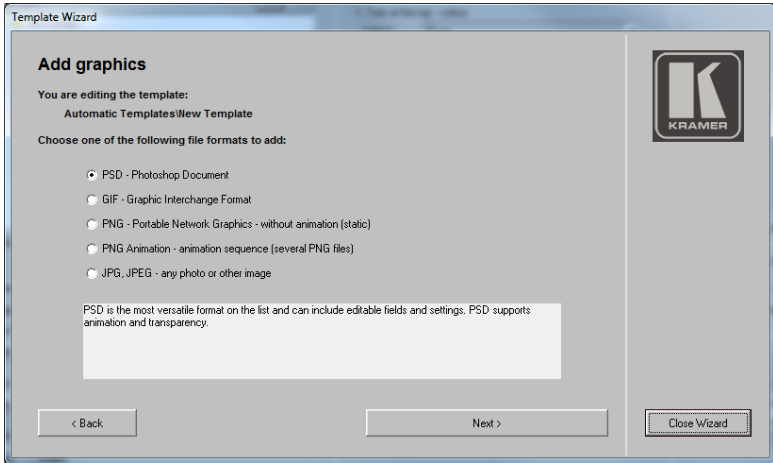 Template Wizard
Add graphics
You are editing the template:
Automatic Templates\New Template
Choose one of the following file formats to add:
PSD - Photoshop Document
GIF - Graphic Interchange Format
PNG - Portable Network Graphics - without animation (static)
PNG Animation - animation sequence (several PNG files)
JPG, JPEG - any photo or other image
PSD is the most versatile format on the list and can include editable fields and settings. PSD supports
animation and transparency.
< Back
Next >
Close Wizard
KRAMER